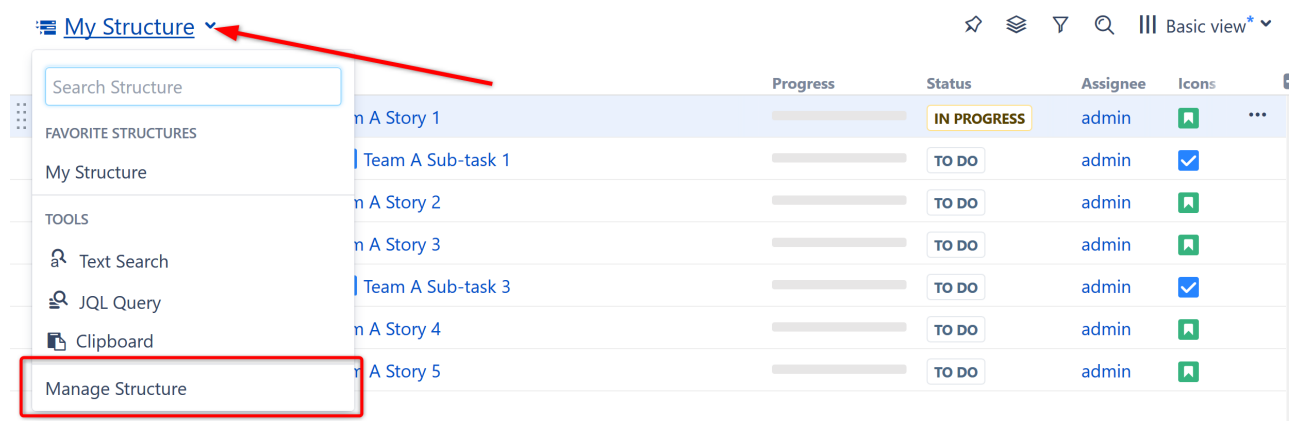 My Structure
Basic view*
Search Structure
Progress Status Assignee Icons
FAVORITE STRUCTURES
My Structure
TOOLS
Text Search
JQL Query
Clipboard
Manage Structure
A Story 1 IN PROGRESS admin
Team A Sub-task 1 TO DO admin
A Story 2 TO DO admin
A Story 3 TO DO admin
Team A Sub-task 3 TO DO admin
A Story 4 TO DO admin
A Story 5 TO DO admin